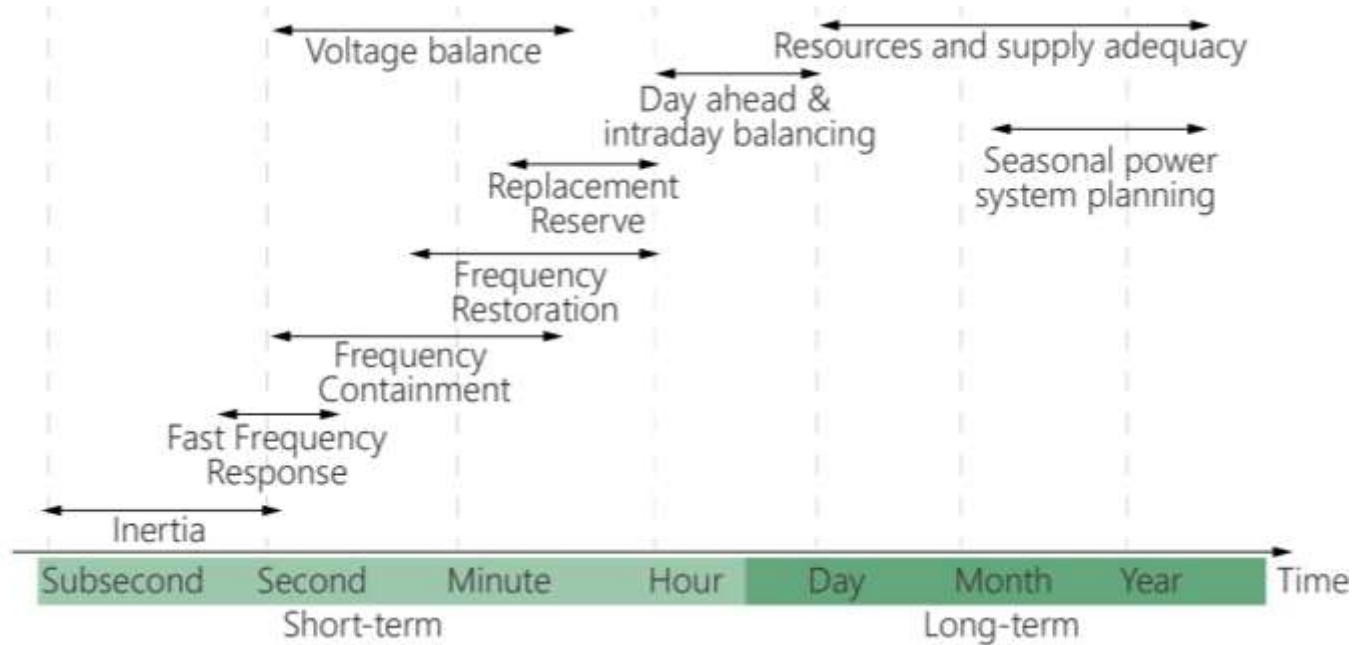 Voltage balance
Resources and supply adequacy
Day ahead &
intraday balancing
Seasonal power
system planning
Replacement
Reserve
Frequency
Restoration
Frequency
Containment
Fast Frequency
Response
Inertia
Subsecond Second Minute Hour Day Month Year Time
Short-term Long-term